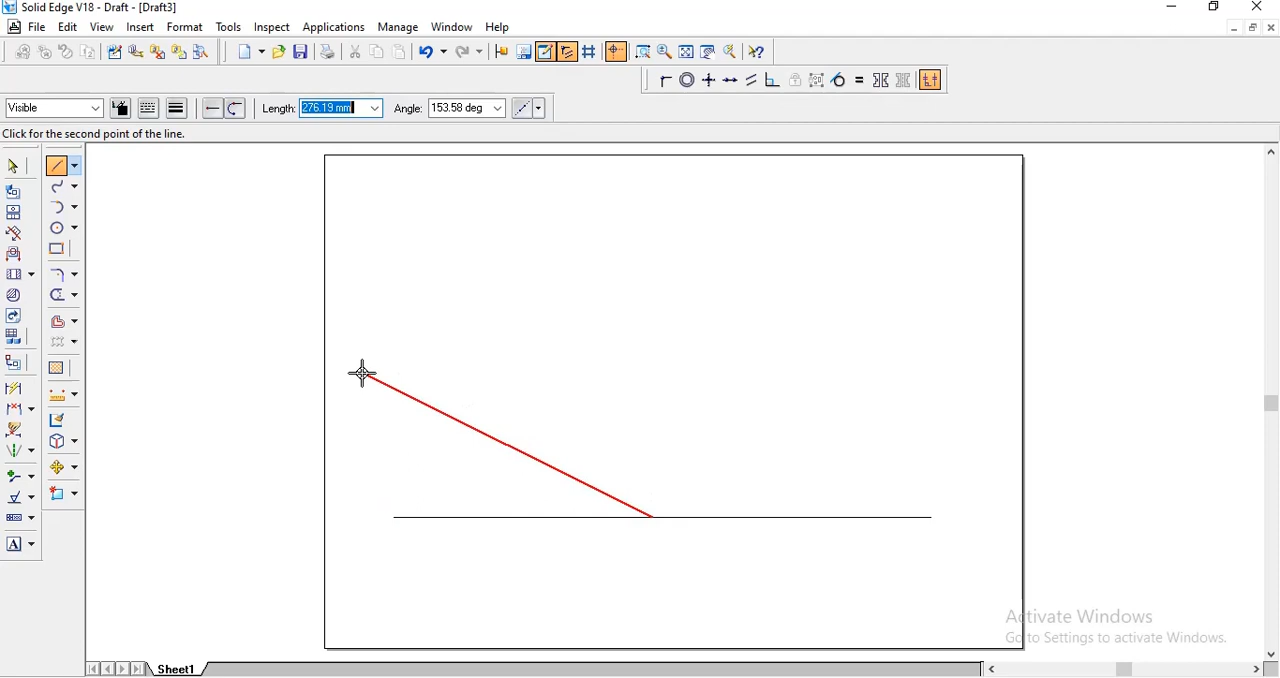 Solid Edge V18 - Draft - [Draft3]
File Edit View Insert Format Tools Inspect Applications Manage Window Help
Visible Length: 276.19 mm Angle: 153.58 deg
Click for the second point of the line.
A
Activate Windows
Go to Settings to activate Windows.
Sheet1